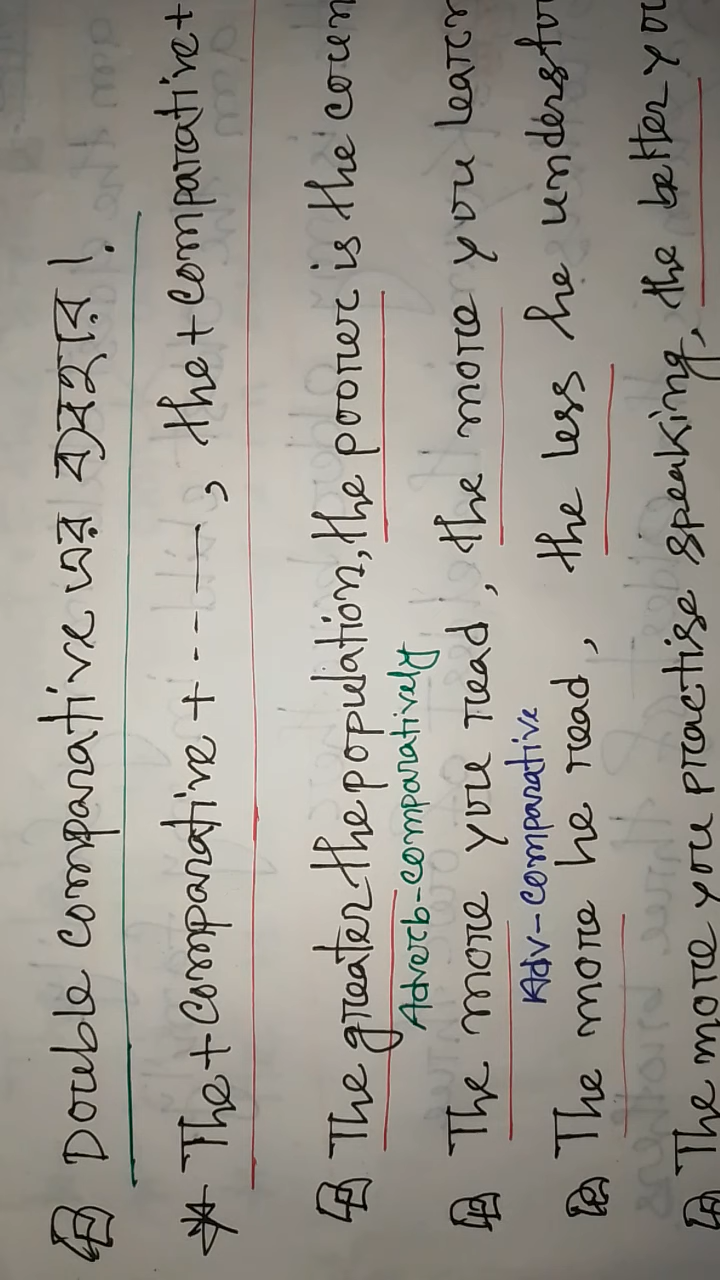 Double comparative এর ব্যবহার।
The + comparative + ... —, the + comparative +
The greater the population, the poorer is the coun
Adverb-comparatively
The more you read, the more you learn
Adv-comparative
The more he read, the less he understo
The more you practise speaking, the better you